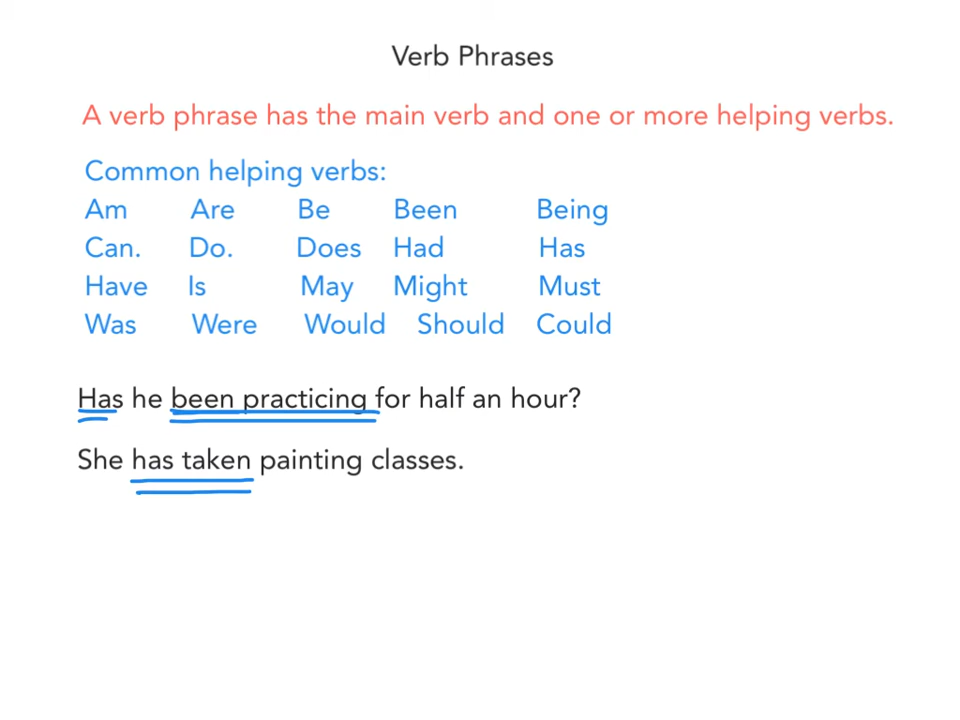 Verb Phrases
A verb phrase has the main verb and one or more helping verbs.
Common helping verbs:
Am Are Be Been Being
Can. Do. Does Had Has
Have Is May Might Must
Was Were Would Should Could
Has he been practicing for half an hour?
She has taken painting classes.